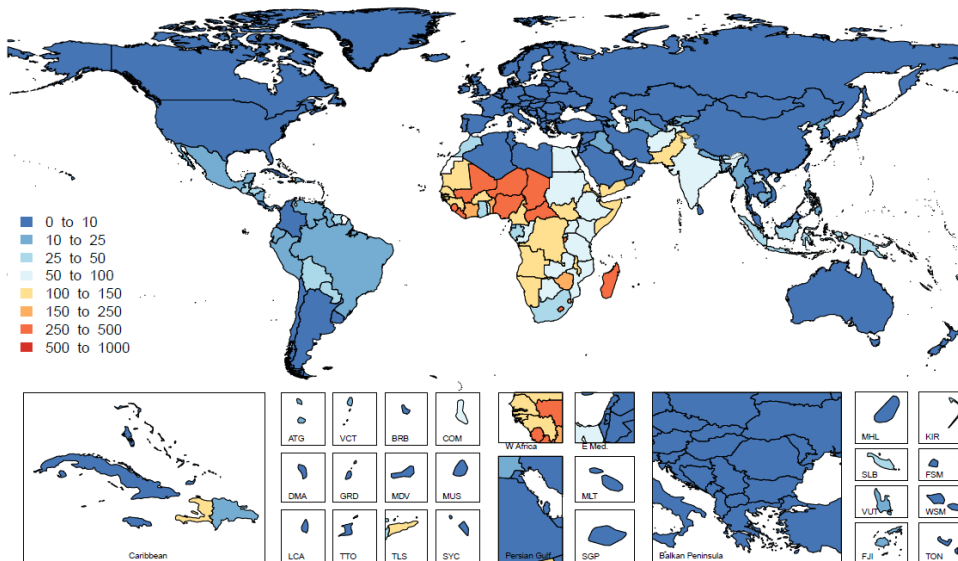 0 to 10
10 to 25
25 to 50
50 to 100
100 to 150
150 to 250
250 to 500
500 to 1000
Caribbean
ATG
VCT
BRB
COM
DMA
GRD
MDV
MUS
LCA
TTO
TLS
SYC
W Africa
E Med.
Persian Gulf
MLT
SGP
Balkan Peninsula
MHL
KIR
SLB
FSM
VUT
WSM
FJI
TON